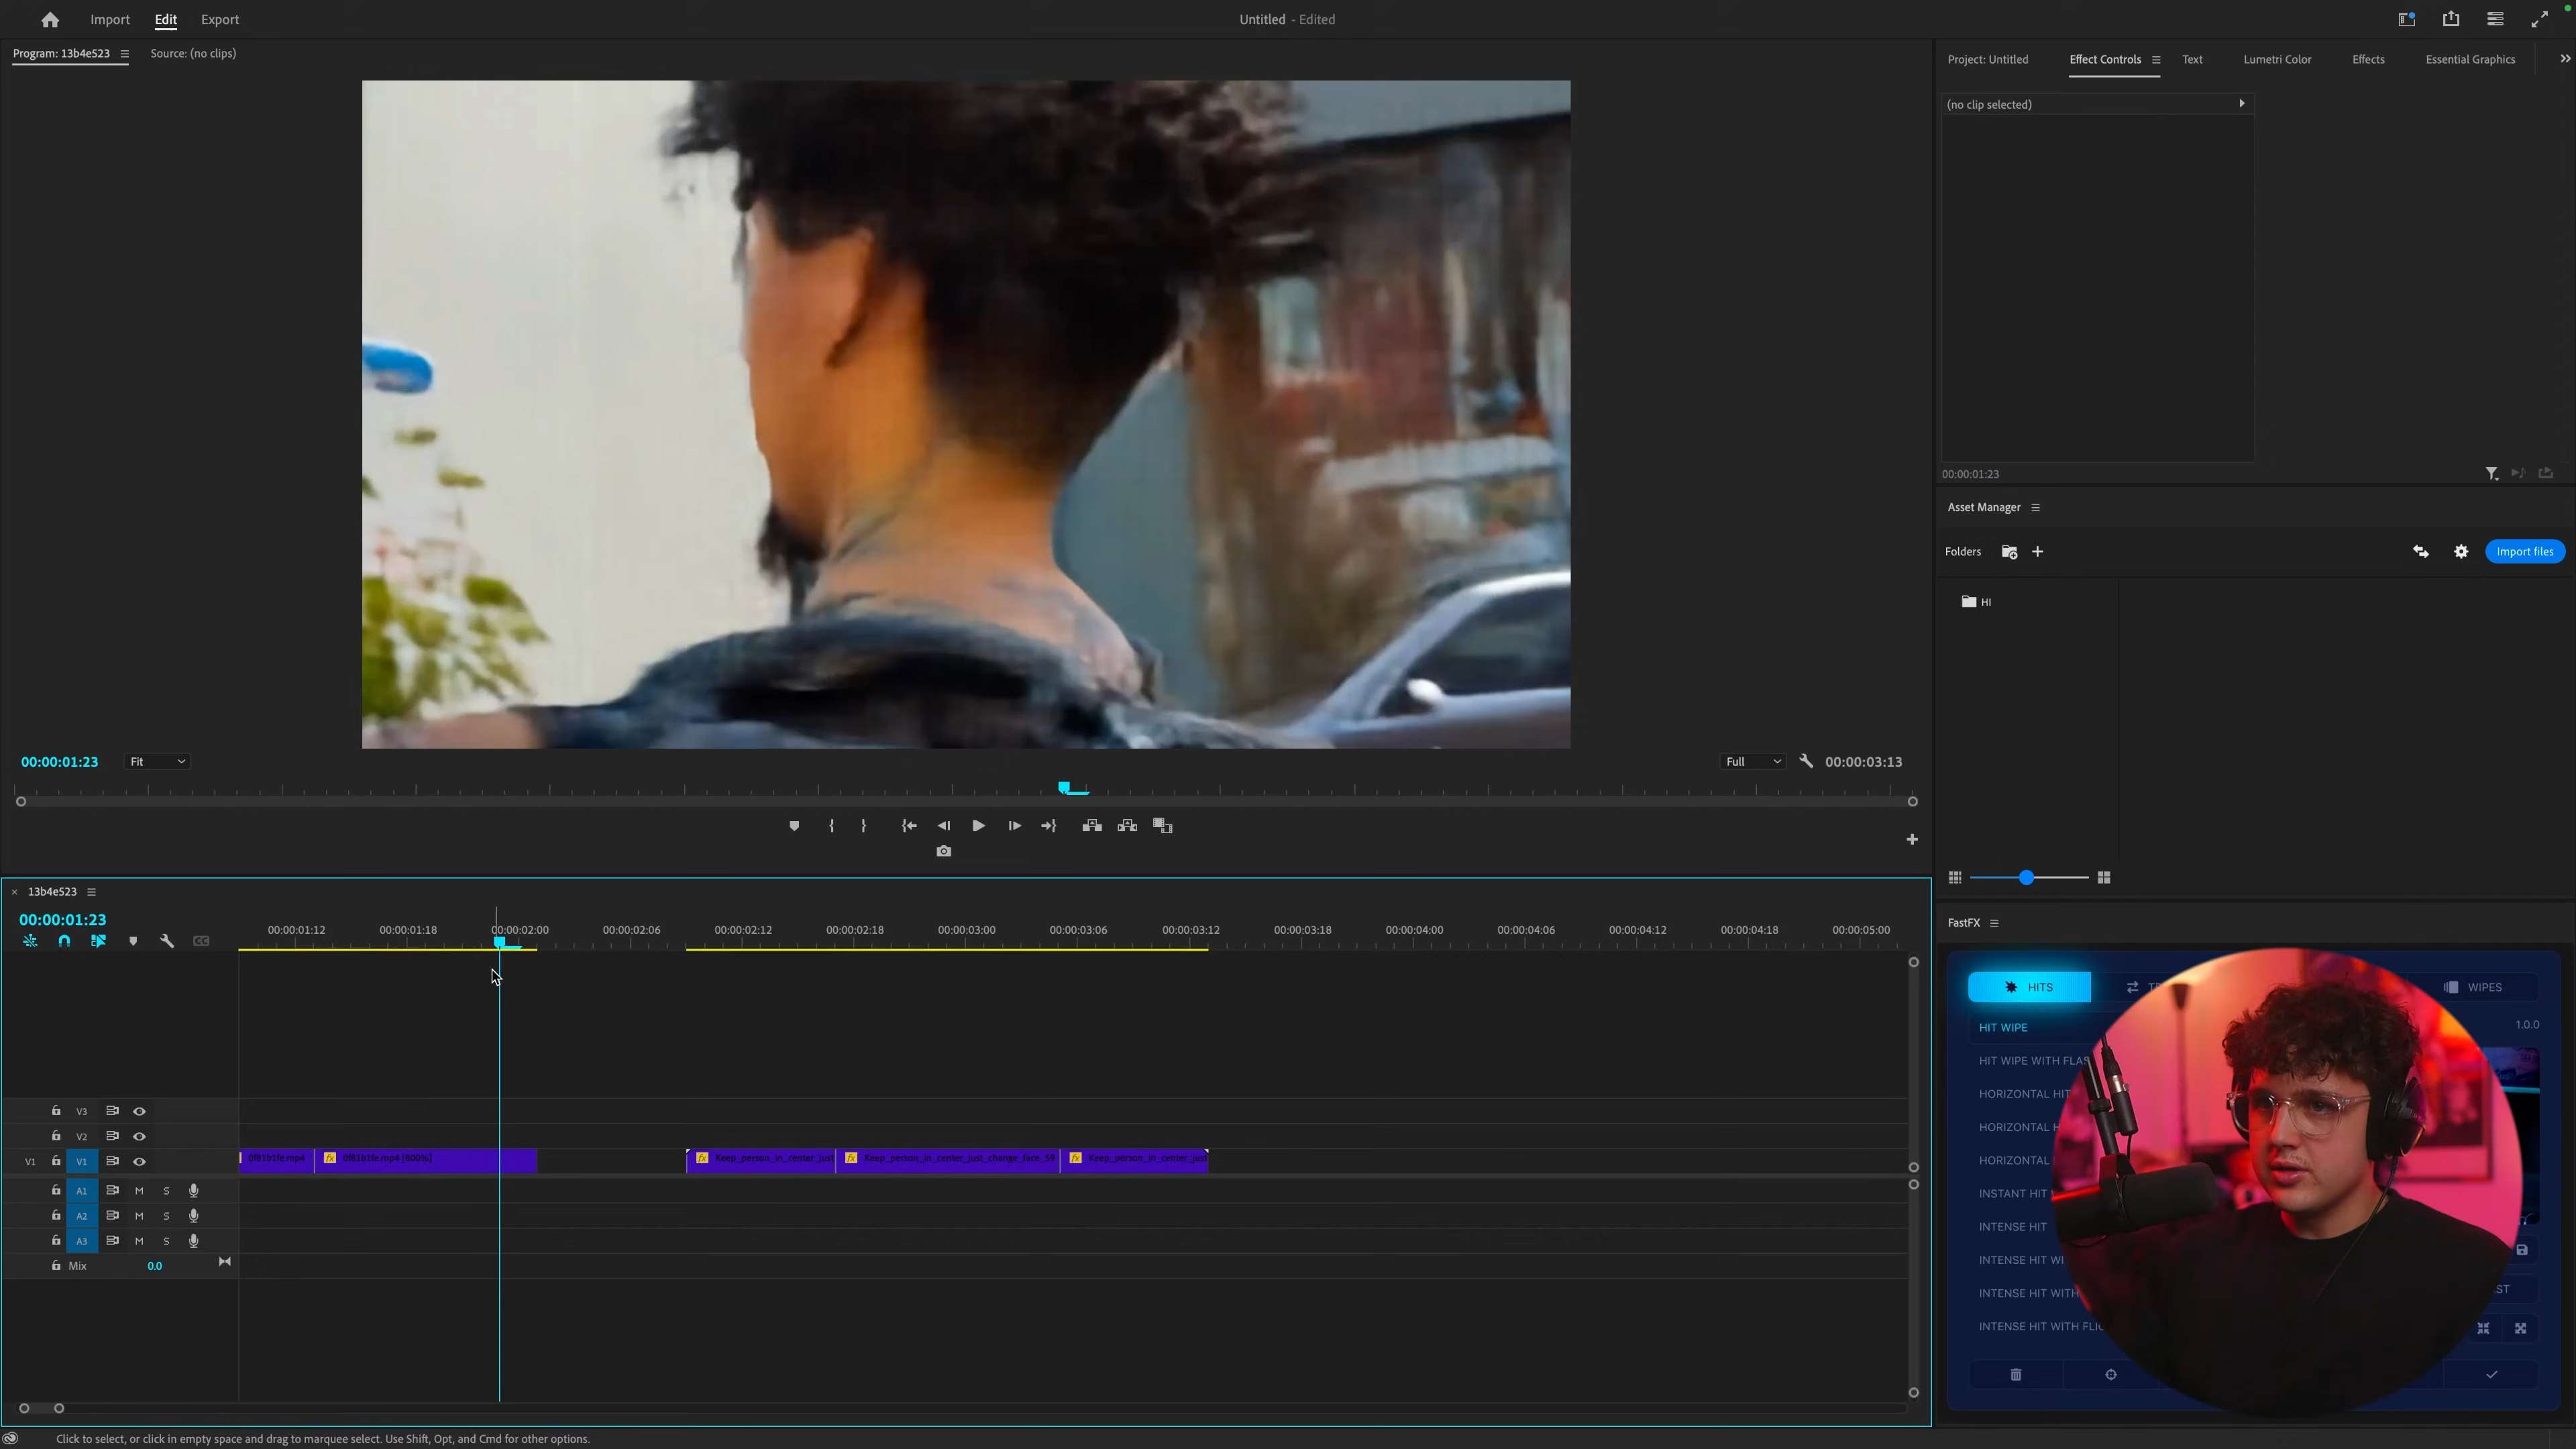 Import Edit Export
Untitled - Edited
Program: 13b4e523 Source: (no clips)
Project: Untitled Effect Controls Text Lumetri Color Effects Essential Graphics
(no clip selected)
00:00:01:23
Asset Manager
Folders Import files
HI
00:00:01:23 Fit Full 00:00:03:13
13b4e523
00:00:01:23
00:00:01:12 00:00:01:18 00:00:02:00 00:00:02:06 00:00:02:12 00:00:02:18 00:00:03:00 00:00:03:06 00:00:03:12 00:00:03:18 00:00:04:00 00:00:04:06 00:00:04:12 00:00:04:18 00:00:05:00
V3
V2
V1 V1 0f81b1fe.mp4 0f81b1fe.mp4 [600%] Keep_person_in_center_just Keep_person_in_center_just_change_face_59 Keep_person_in_center_just
A1 M S
A2 M S
A3 M S
Mix 0.0
FastFX
HITS WIPES
HIT WIPE 1.0.0
HIT WIPE WITH FLAS
HORIZONTAL HIT
HORIZONTAL H
HORIZONTAL
INSTANT HIT
INTENSE HIT
INTENSE HIT WI
INTENSE HIT WITH
INTENSE HIT WITH FLIC
Click to select, or click in empty space and drag to marquee select. Use Shift, Opt, and Cmd for other options.